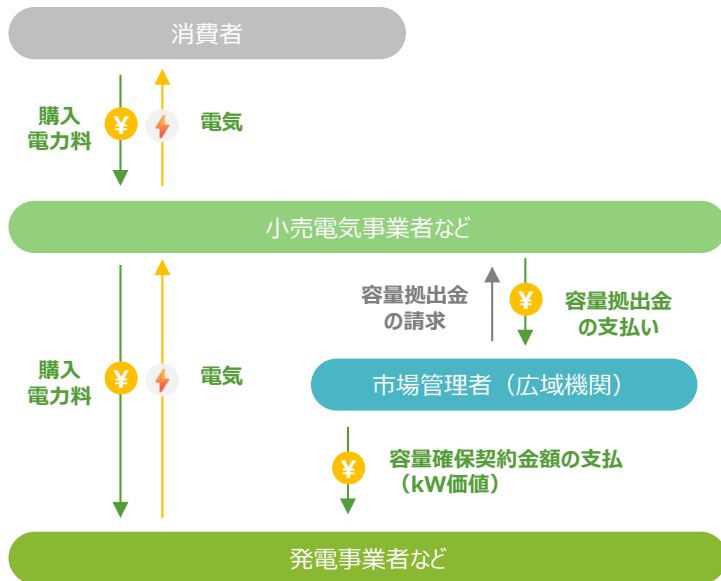 消費者
購入
電力料
¥
電気
小売電気事業者など
容量拠出金
の請求
¥
容量拠出金
の支払い
購入
電力料
¥
電気
市場管理者（広域機関）
¥
容量確保契約金額の支払
（kW価値）
発電事業者など